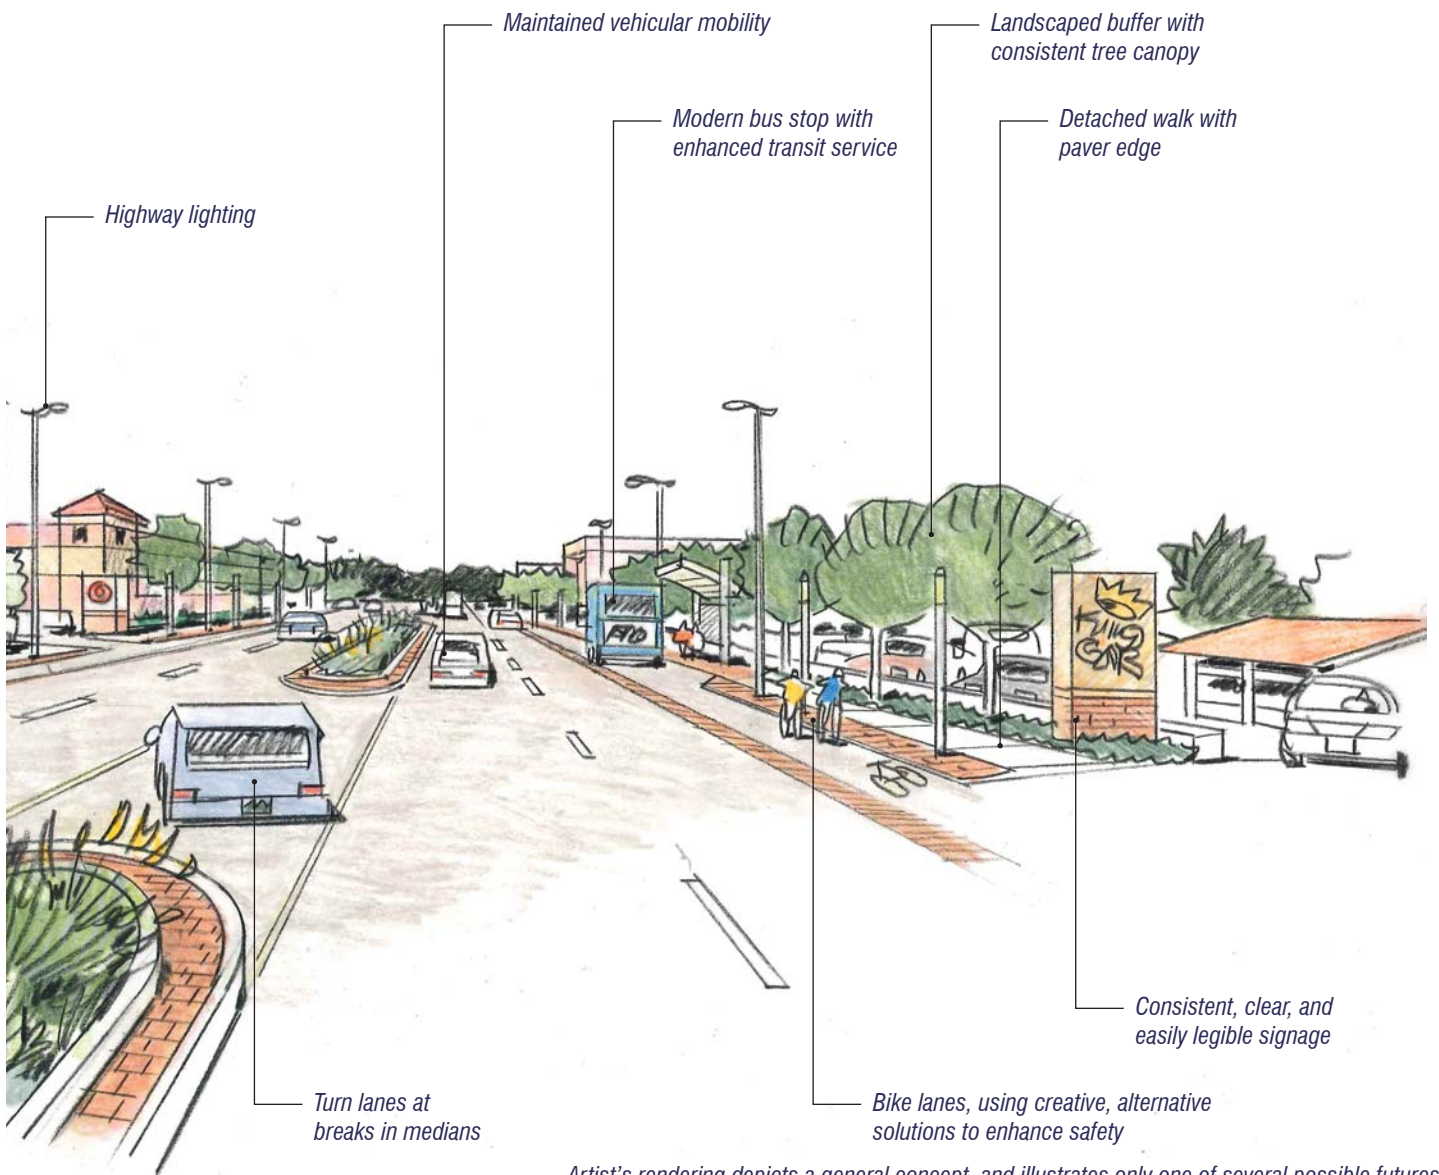 Maintained vehicular mobility
Landscaped buffer with
consistent tree canopy
Modern bus stop with
enhanced transit service
Detached walk with
paver edge
Highway lighting
Consistent, clear, and
easily legible signage
Turn lanes at
breaks in medians
Bike lanes, using creative, alternative
solutions to enhance safety
Artist's rendering depicts a general concept, and illustrates only one of several possible futures